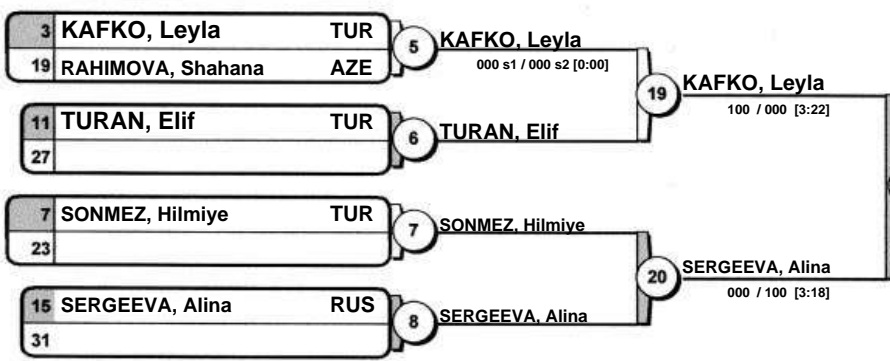 3 KAFKO, Leyla TUR
19 RAHIMOVA, Shahana AZE
5
KAFKO, Leyla
000 s1 / 000 s2 [0:00]
11 TURAN, Elif TUR
27
6
TURAN, Elif
19
KAFKO, Leyla
100 / 000 [3:22]
7 SONMEZ, Hilmiye TUR
23
7
SONMEZ, Hilmiye
15 SERGEEVA, Alina RUS
31
8
SERGEEVA, Alina
20
SERGEEVA, Alina
000 / 100 [3:18]